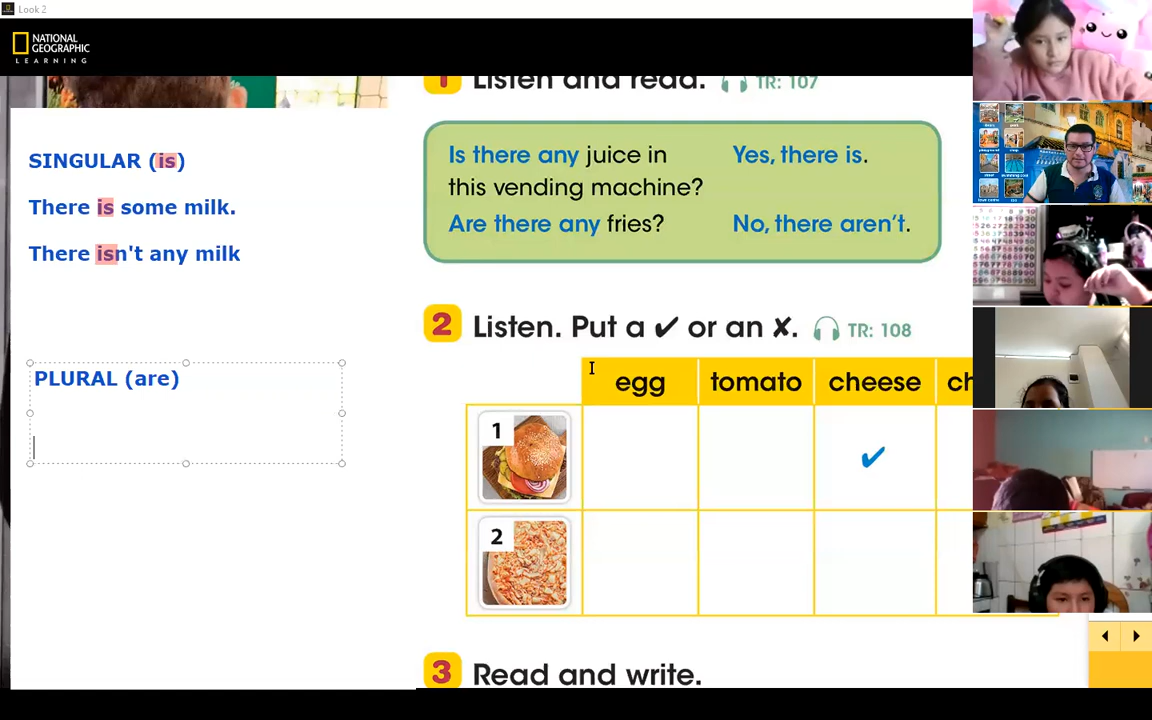 Look 2
NATIONAL
GEOGRAPHIC
LEARNING
1 Listen and read. TR: 107
SINGULAR (is)
There is some milk.
There isn't any milk
PLURAL (are)
Is there any juice in Yes, there is.
this vending machine?
Are there any fries? No, there aren't.
2 Listen. Put a ✔ or an ✘. TR: 108
egg tomato cheese ch
1 ✔
2
3 Read and write.